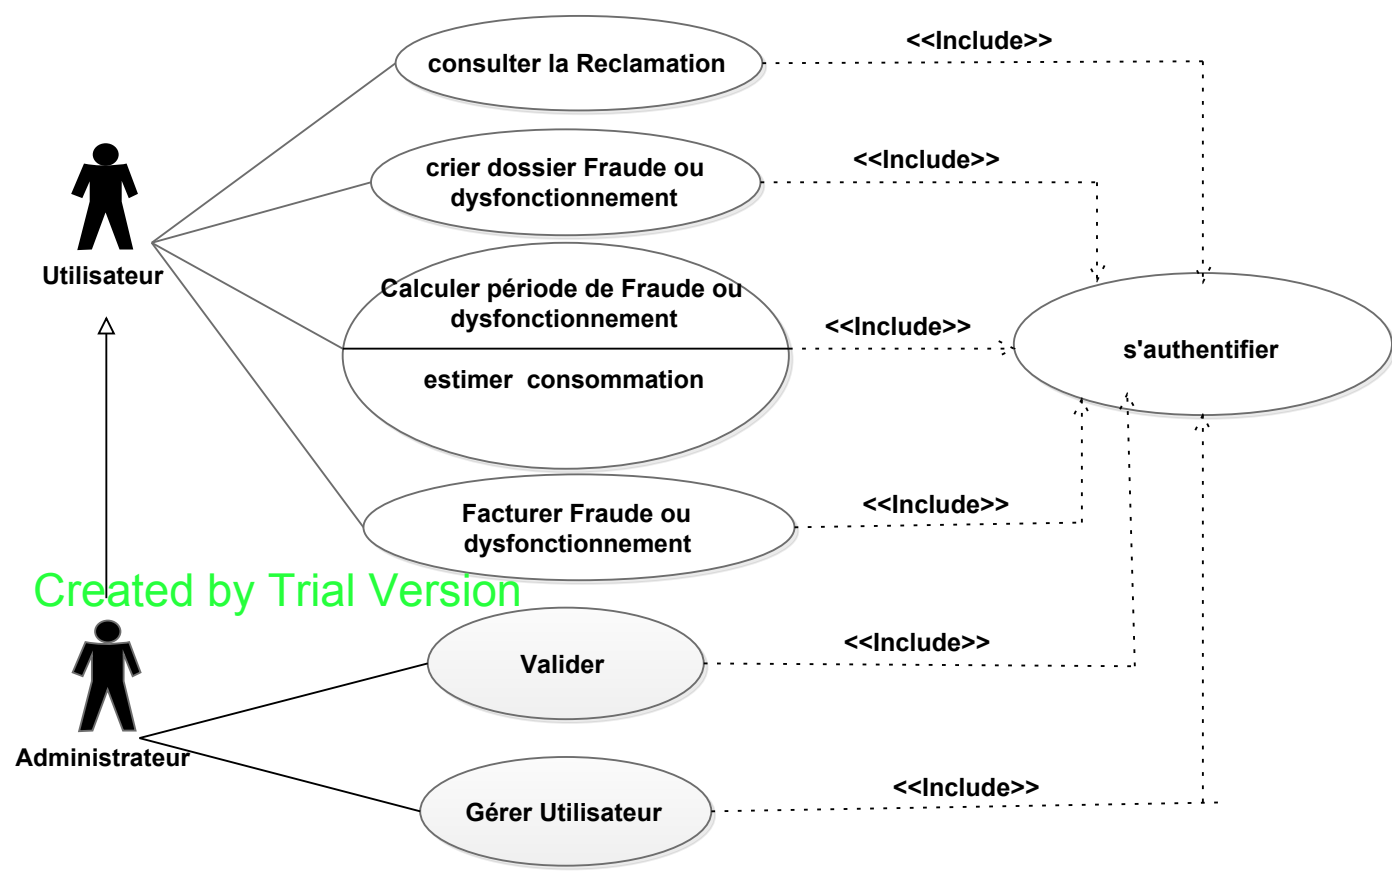 <<Include>>
consulter la Reclamation
<<Include>>
crier dossier Fraude ou
dysfonctionnement
Utilisateur
Calculer période de Fraude ou
dysfonctionnement
<<Include>>
s'authentifier
estimer consommation
<<Include>>
Facturer Fraude ou
dysfonctionnement
Created by Trial Version
<<Include>>
Valider
Administrateur
<<Include>>
Gérer Utilisateur